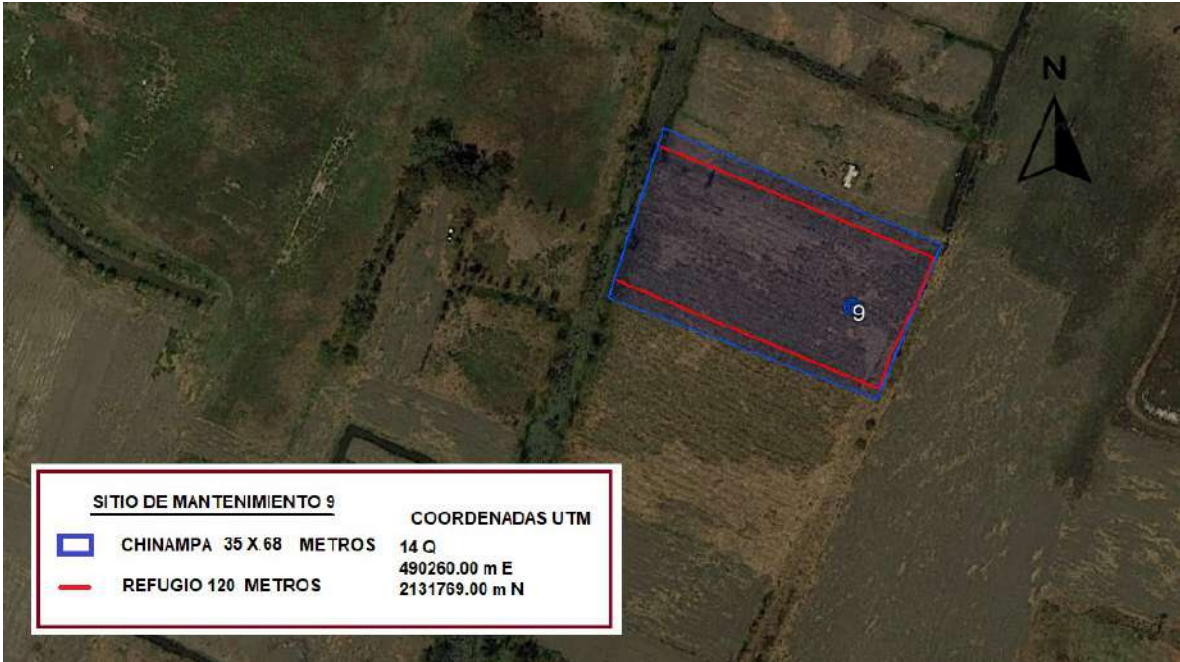 N
9
SITIO DE MANTENIMIENTO 9
CHINAMPA 35 X 68 METROS
REFUGIO 120 METROS
COORDENADAS UTM
14 Q
490260.00 m E
2131769.00 m N